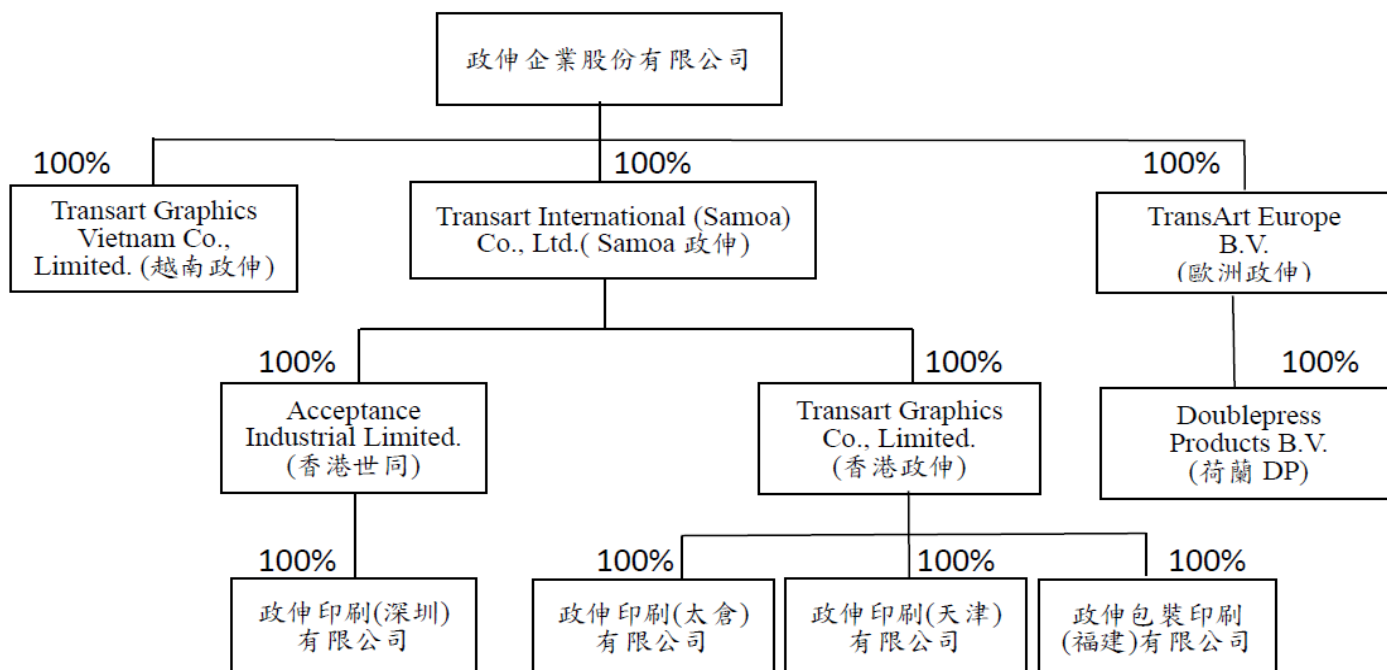 政伸企業股份有限公司
100%
100%
100%
Transart Graphics
Vietnam Co.,
Limited. (越南政伸)
Transart International (Samoa)
Co., Ltd.( Samoa 政伸)
TransArt Europe
B.V.
(歐洲政伸)
100%
100%
100%
Acceptance
Industrial Limited.
(香港世同)
Transart Graphics
Co., Limited.
(香港政伸)
Doublepress
Products B.V.
(荷蘭 DP)
100%
100%
100%
100%
政伸印刷(深圳)
有限公司
政伸印刷(太倉)
有限公司
政伸印刷(天津)
有限公司
政伸包裝印刷
(福建)有限公司